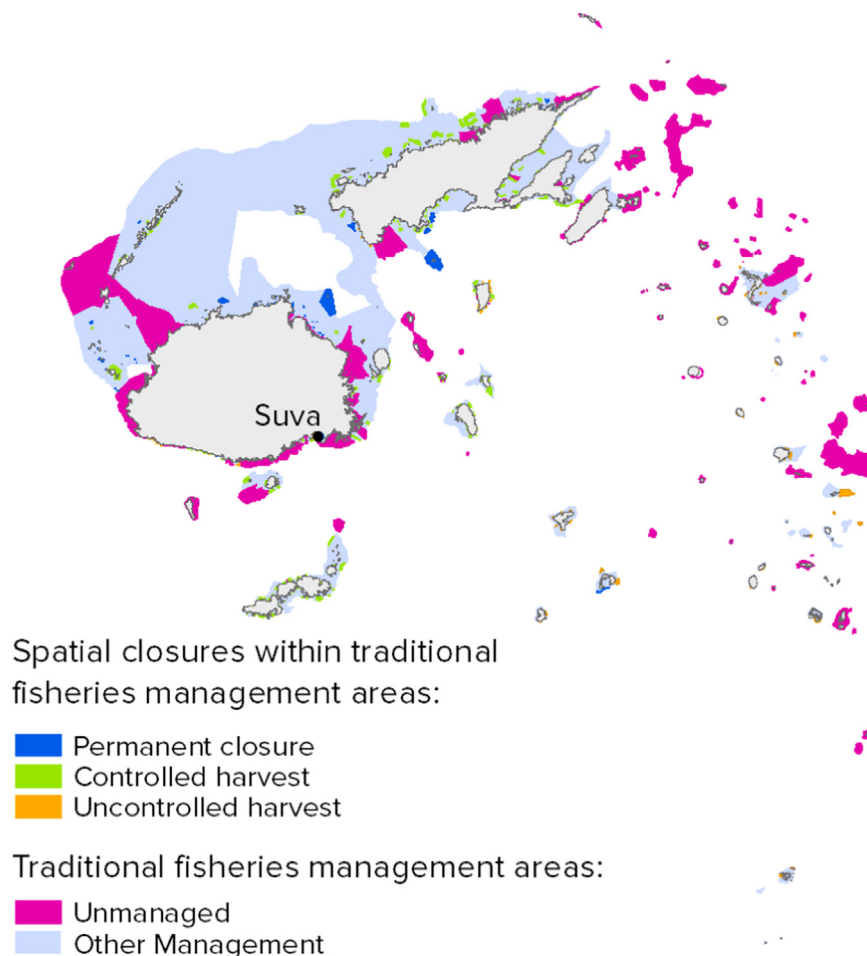 Suva
Spatial closures within traditional
fisheries management areas:
Permanent closure
Controlled harvest
Uncontrolled harvest
Traditional fisheries management areas:
Unmanaged
Other Management